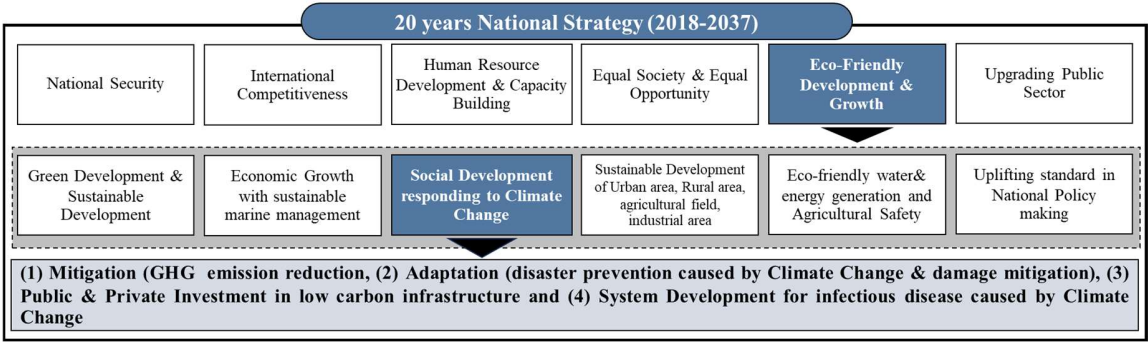 20 years National Strategy (2018-2037)
National Security
International
Competitiveness
Human Resource
Development & Capacity
Building
Equal Society & Equal
Opportunity
Eco-Friendly
Development &
Growth
Upgrading Public
Sector
Green Development &
Sustainable
Development
Economic Growth
with sustainable
marine management
Social Development
responding to Climate
Change
Sustainable Development
of Urban area, Rural area,
agricultural field,
industrial area
Eco-friendly water&
energy generation and
Agricultural Safety
Uplifting standard in
National Policy
making
(1) Mitigation (GHG emission reduction, (2) Adaptation (disaster prevention caused by Climate Change & damage mitigation), (3)
Public & Private Investment in low carbon infrastructure and (4) System Development for infectious disease caused by Climate
Change